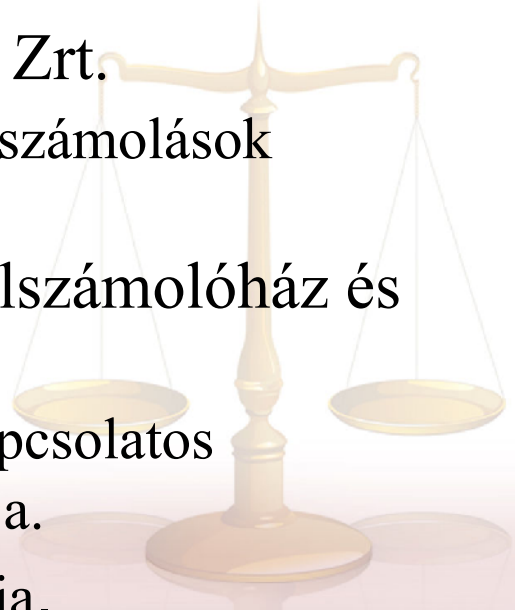 Zrt.
számolások
lszámolóház és
pcsolatos
a.
ja.